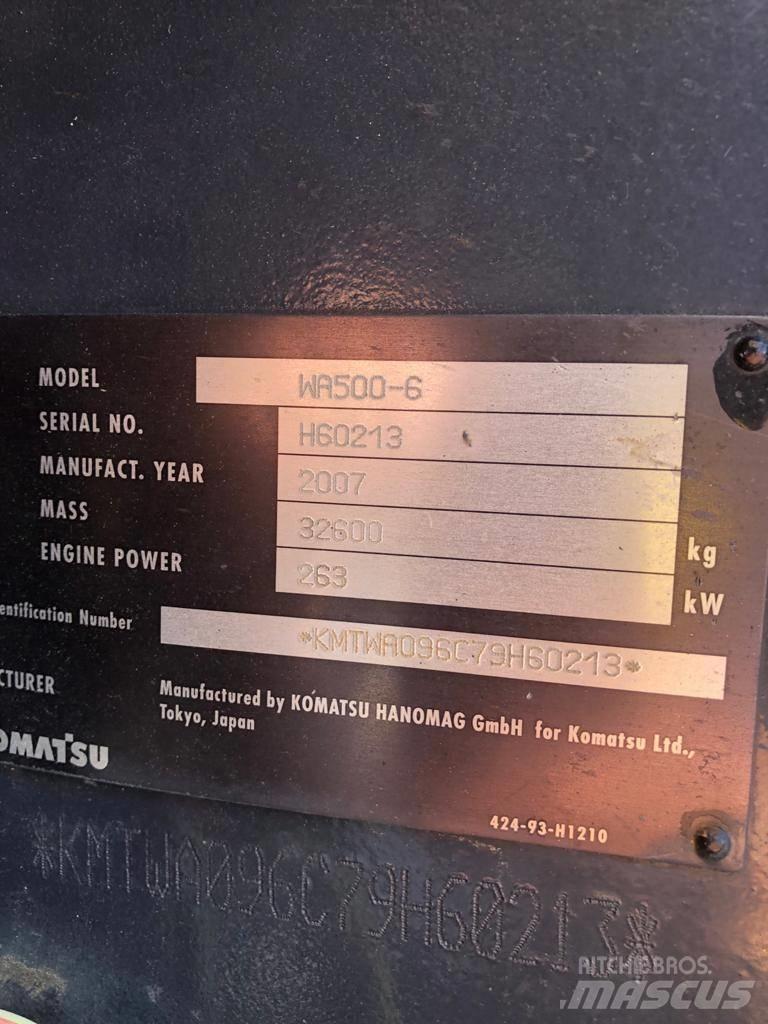 MODEL WA500-6
SERIAL NO. H60213
MANUFACT. YEAR 2007
MASS 32600 kg
ENGINE POWER 263 kW
entification Number *KMTWA096C79H60213*
CTURER Manufactured by KOMATSU HANOMAG GmbH for Komatsu Ltd.,
Tokyo, Japan
OMATSU
424-93-H1210
*KMTWA096C79H60213*
RITCHIE BROS.
MASCUS